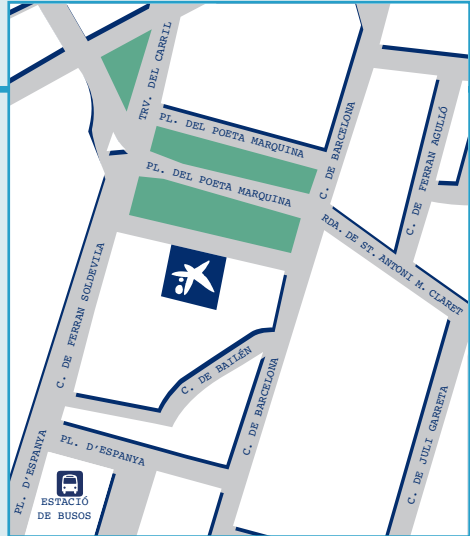 TRV. DEL CARRIL
PL. DEL POETA MARQUINA
PL. DEL POETA MARQUINA
C. DE BARCELONA
C. DE FERRAN AGULLÓ
RDA. DE ST. ANTONI M. CLARET
C. DE FERRAN SOLDEVILA
C. DE BAILÉN
C. DE BARCELONA
C. DE JULI GARRETA
PL. D'ESPANYA
PL. D'ESPANYA
ESTACIÓ
DE BUSOS